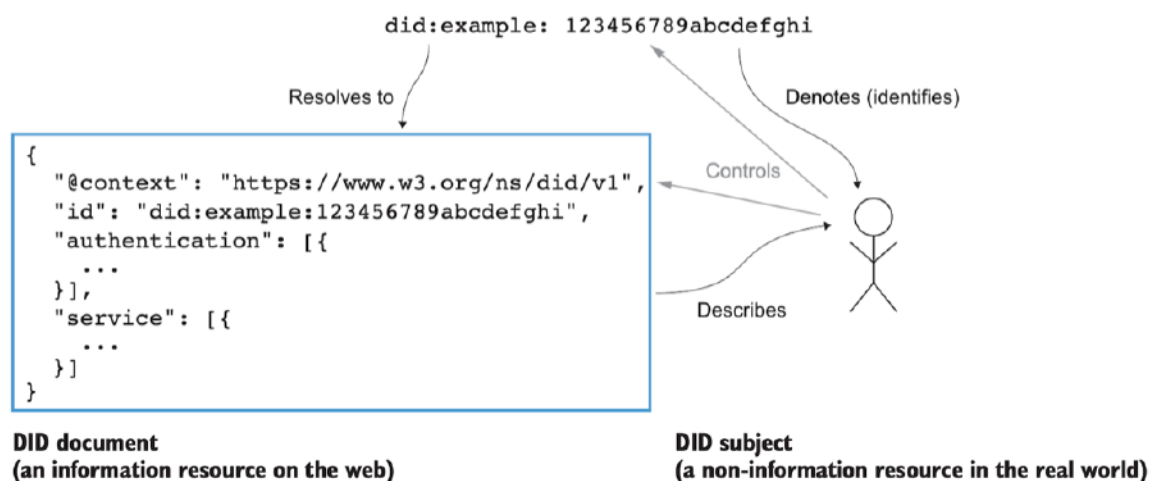 did:example: 123456789abcdefghi
Resolves to
Denotes (identifies)
{
"@context": "https://www.w3.org/ns/did/v1",
"id": "did:example:123456789abcdefghi",
"authentication": [{
...
}],
"service": [{
...
}]
}
Controls
Describes
DID document
(an information resource on the web)
DID subject
(a non-information resource in the real world)